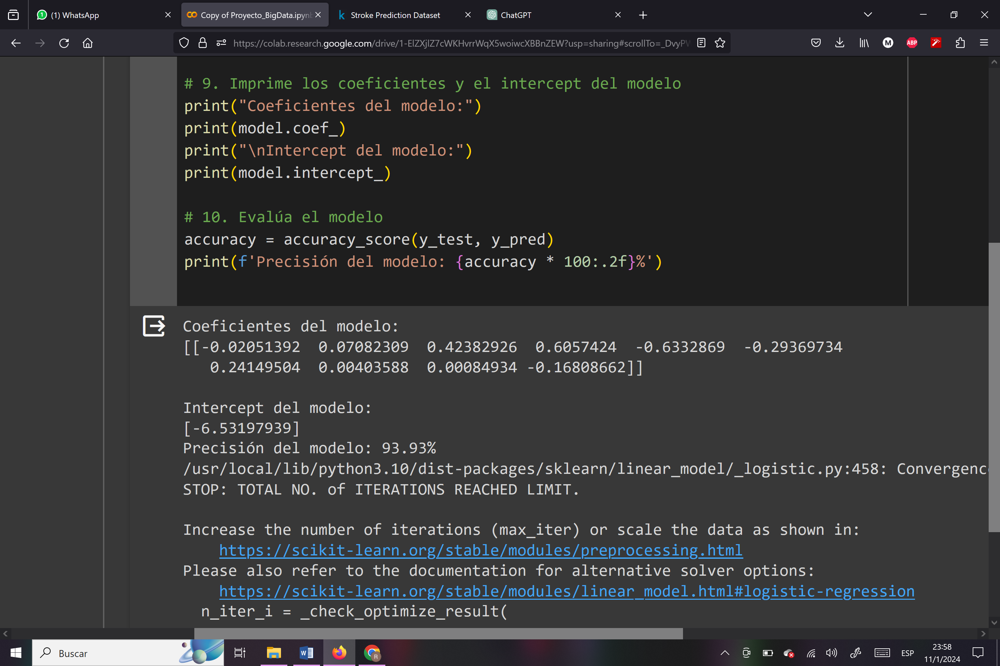 (1) WhatsApp
Copy of Proyecto_BigData.ipynb
Stroke Prediction Dataset
ChatGPT
https://colab.research.google.com/drive/1-ElZXjlZ7cWKHvrrWqX5woiwcXBBnZEW?usp=sharing#scrollTo=_DvyPW
ABP
# 9. Imprime los coeficientes y el intercept del modelo
print("Coeficientes del modelo:")
print(model.coef_)
print("\nIntercept del modelo:")
print(model.intercept_)
# 10. Evalúa el modelo
accuracy = accuracy_score(y_test, y_pred)
print(f'Precisión del modelo: {accuracy * 100:.2f}%')
Coeficientes del modelo:
[[-0.02051392 0.07082309 0.42382926 0.6057424 -0.6332869 -0.29369734
0.24149504 0.00403588 0.00084934 -0.16808662]]
Intercept del modelo:
[-6.53197939]
Precisión del modelo: 93.93%
/usr/local/lib/python3.10/dist-packages/sklearn/linear_model/_logistic.py:458: Convergenc
STOP: TOTAL NO. of ITERATIONS REACHED LIMIT.
Increase the number of iterations (max_iter) or scale the data as shown in:
https://scikit-learn.org/stable/modules/preprocessing.html
Please also refer to the documentation for alternative solver options:
https://scikit-learn.org/stable/modules/linear_model.html#logistic-regression
n_iter_i = _check_optimize_result(
Buscar
ESP
23:58
11/1/2024